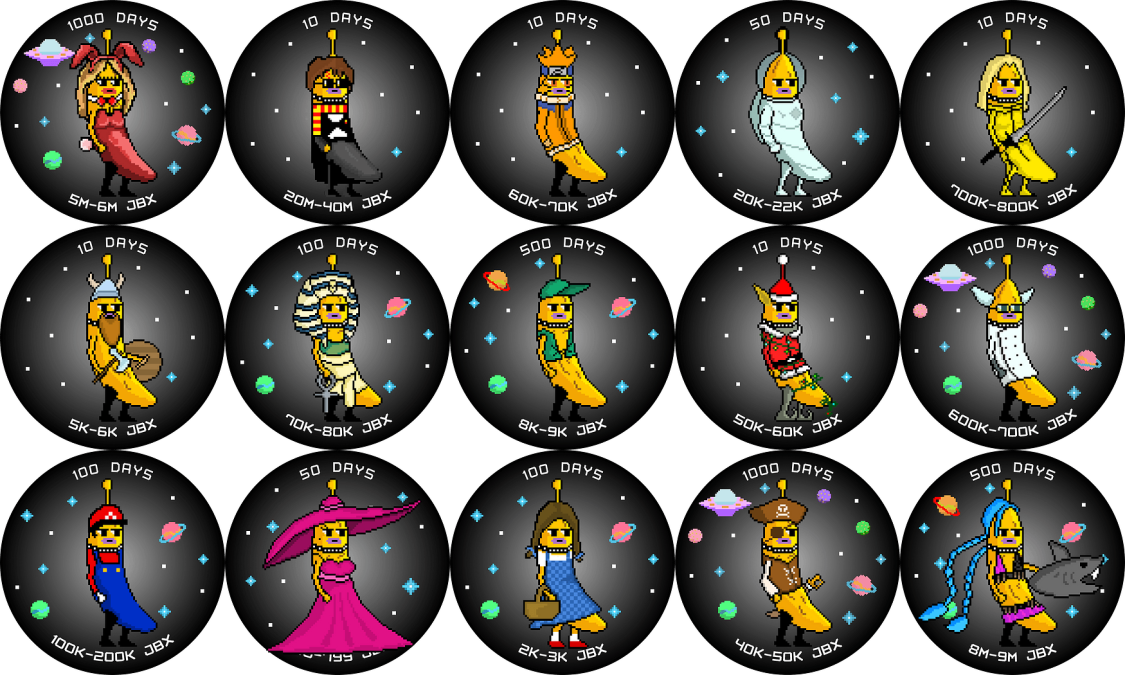 1000 DAYS
5M-6M JBX
10 DAYS
20M-40M JBX
10 DAYS
60K-70K JBX
50 DAYS
20K-22K JBX
10 DAYS
700K-800K JBX
10 DAYS
5K-6K JBX
100 DAYS
70K-80K JBX
500 DAYS
8K-9K JBX
10 DAYS
50K-60K JBX
1000 DAYS
600K-700K JBX
100 DAYS
100K-200K JBX
50 DAYS
100 DAYS
2K-3K JBX
1000 DAYS
40K-50K JBX
500 DAYS
8M-9M JBX